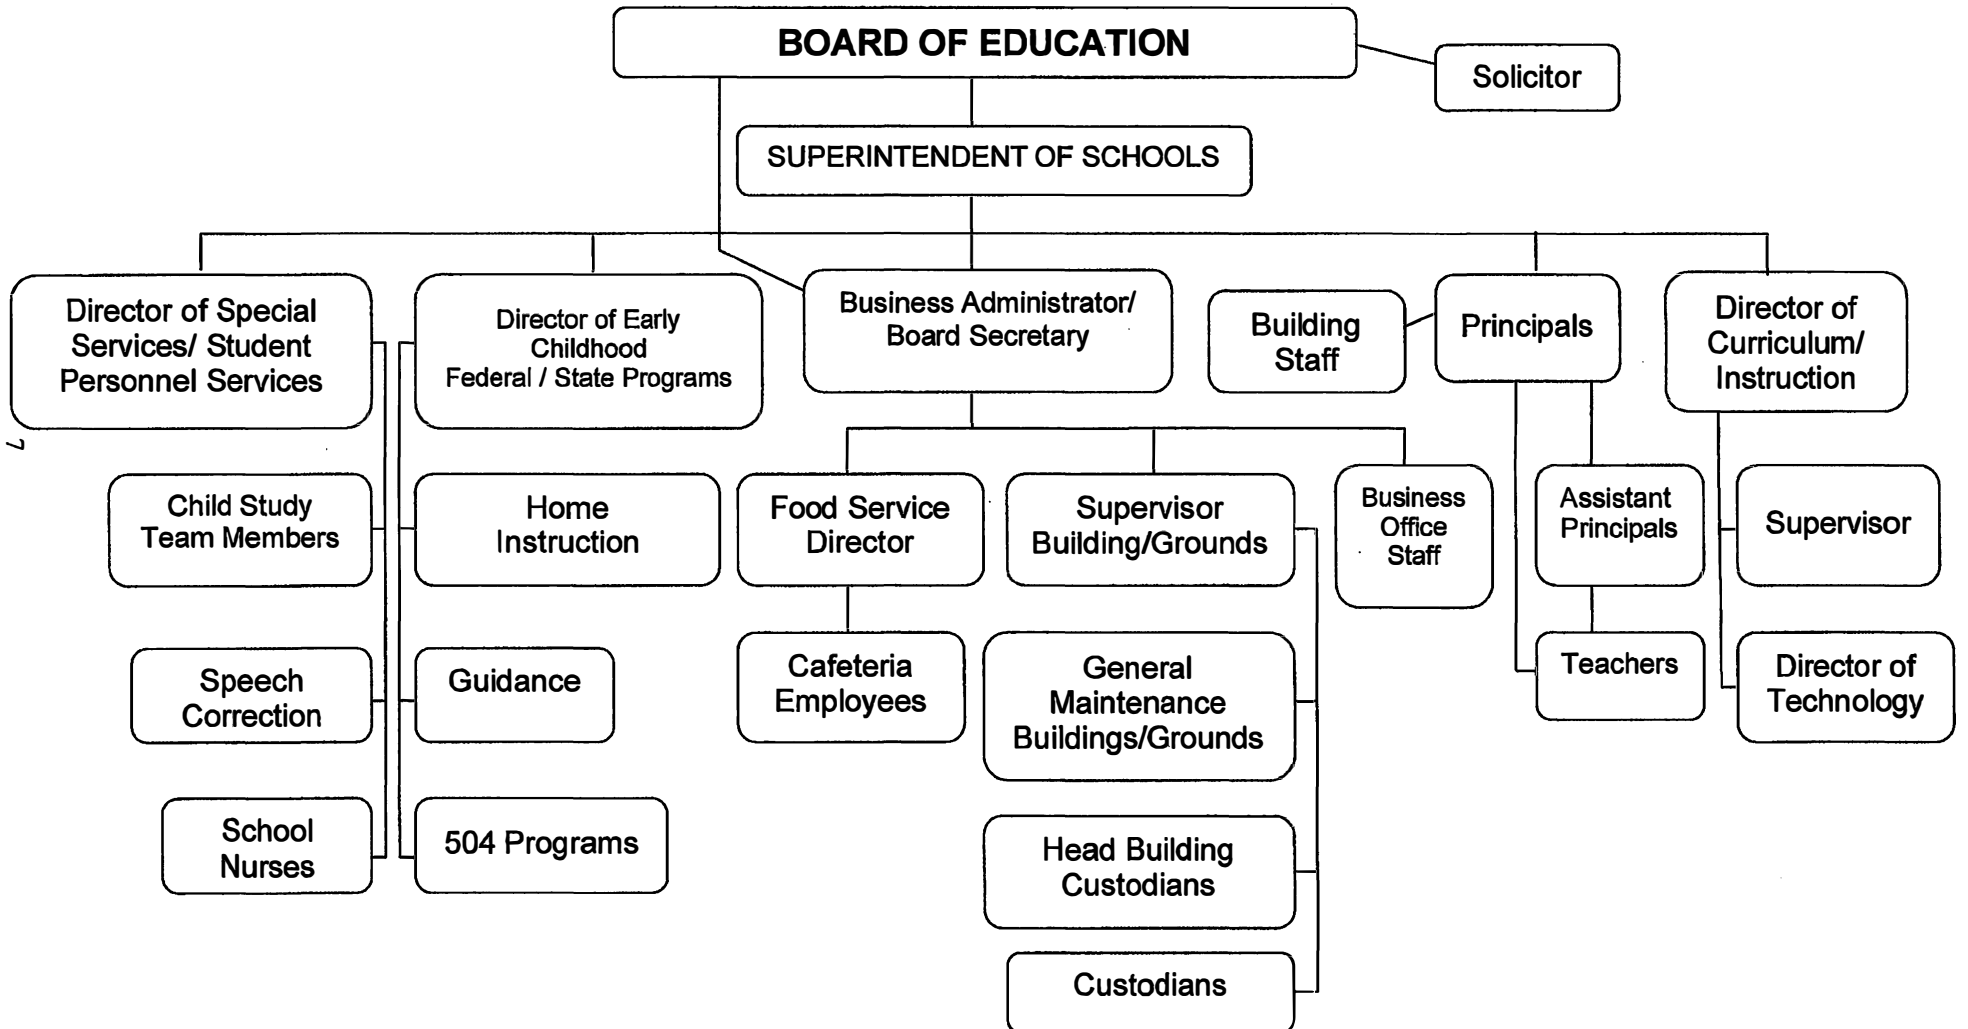 BOARD OF EDUCATION
Solicitor
SUPERINTENDENT OF SCHOOLS
Director of Special
Services/ Student
Personnel Services
Director of Early
Childhood
Federal / State Programs
Business Administrator/
Board Secretary
Building
Staff
Principals
Director of
Curriculum/
Instruction
7
Child Study
Team Members
Home
Instruction
Food Service
Director
Supervisor
Building/Grounds
Business
Office
Staff
Assistant
Principals
Supervisor
Speech
Correction
Guidance
Cafeteria
Employees
General
Maintenance
Buildings/Grounds
Teachers
Director of
Technology
School
Nurses
504 Programs
Head Building
Custodians
Custodians